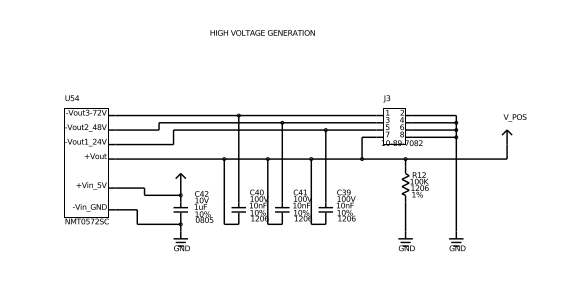 HIGH VOLTAGE GENERATION
U54
J3
-Vout3-72V
-Vout2_48V
-Vout1_24V
+Vout
+Vin_5V
-Vin_GND
NMT0572SC
1 2
3 4
5 6
7 8
10-89-7082
V_POS
C42
10V
1uF
10%
0805
C40
100V
10nF
10%
1206
C41
100V
10nF
10%
1206
C39
100V
10nF
10%
1206
R12
100K
1206
1%
GND
GND
GND